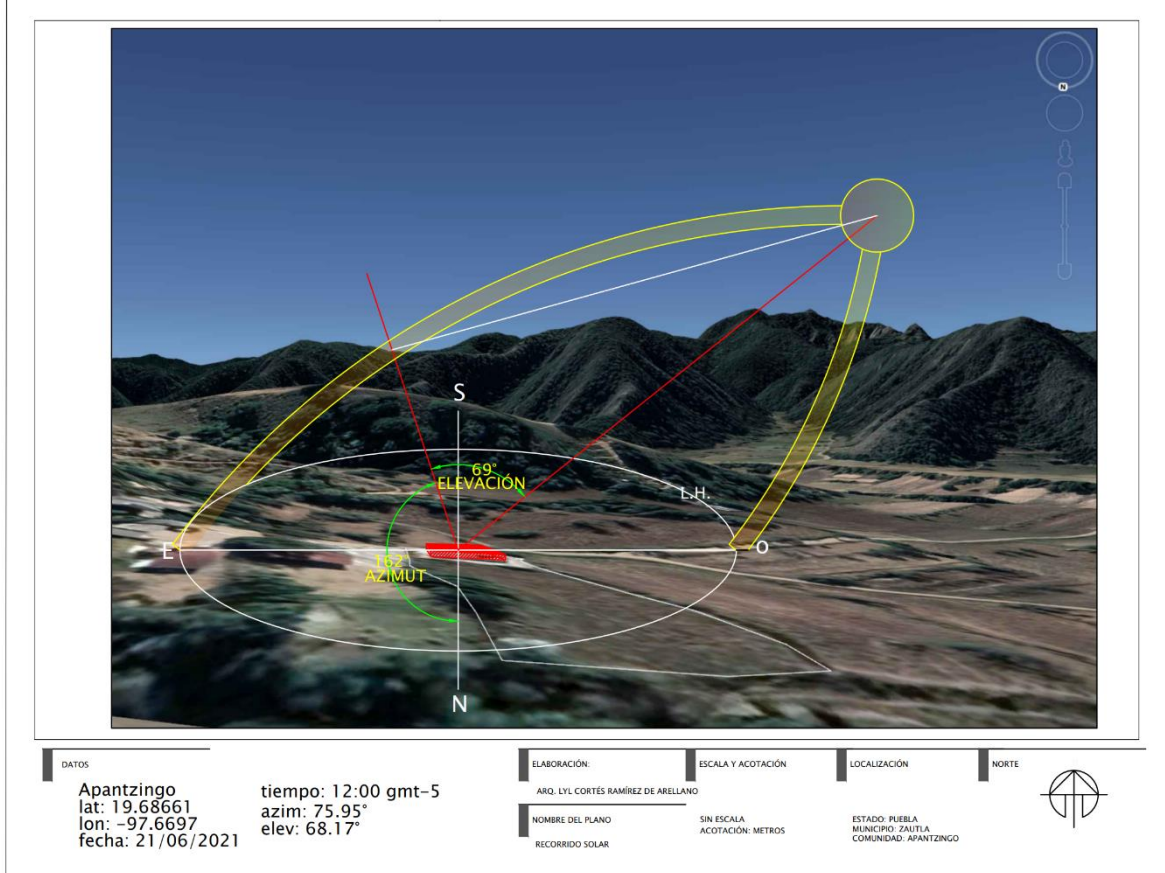 N
S
69°
ELEVACIÓN
L.H.
E
O
162°
AZIMUT
N
DATOS
Apantzingo
lat: 19.68661
lon: -97.6697
fecha: 21/06/2021
tiempo: 12:00 gmt-5
azim: 75.95°
elev: 68.17°
ELABORACIÓN:
ARQ. LYL CORTÉS RAMÍREZ DE ARELLANO
NOMBRE DEL PLANO
RECORRIDO SOLAR
ESCALA Y ACOTACIÓN
SIN ESCALA
ACOTACIÓN: METROS
LOCALIZACIÓN
ESTADO: PUEBLA
MUNICIPIO: ZAUTLA
COMUNIDAD: APANTZINGO
NORTE